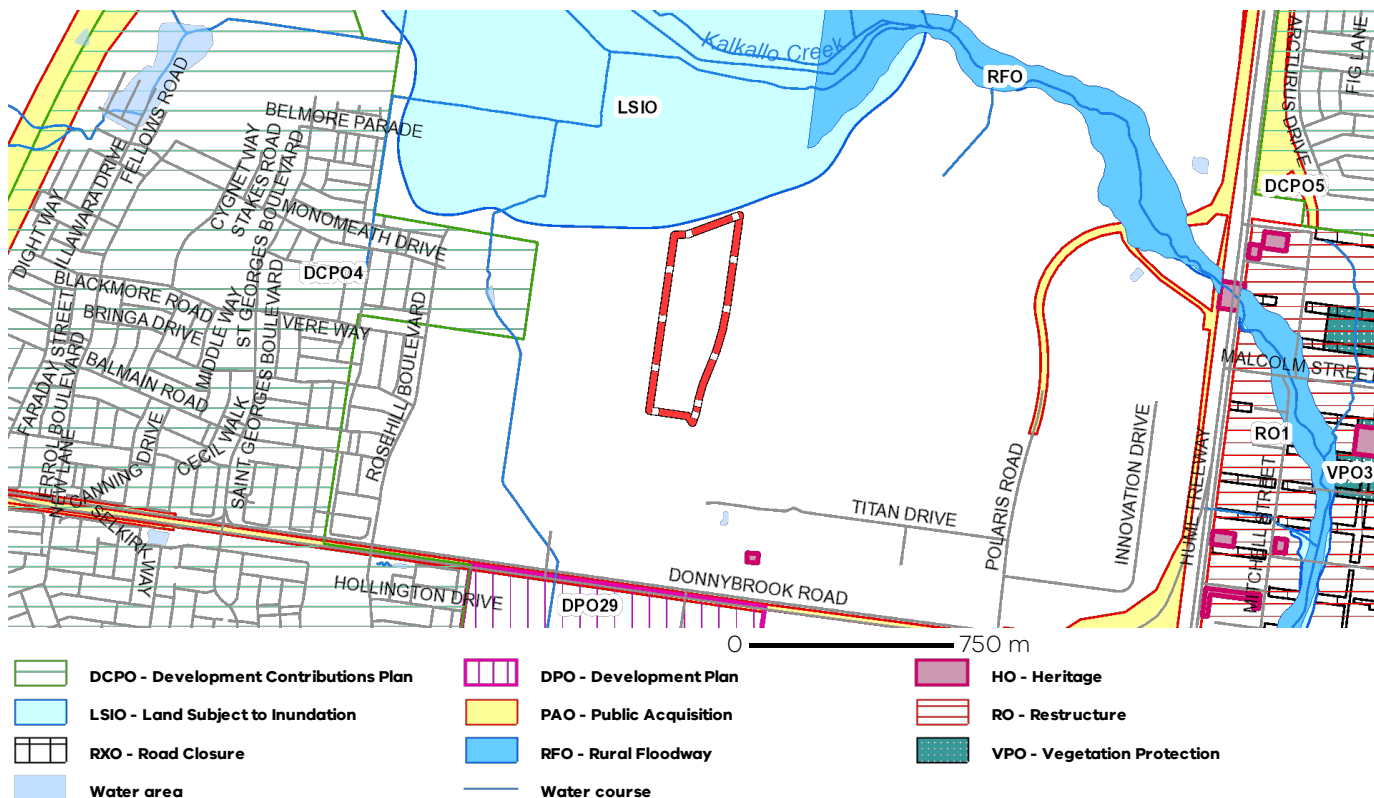 Kalkallo Creek
RFO
ARCTURUS DRIVE
FIG LANE
LSIO
FELLOWS ROAD
BELMORE PARADE
ILLAWARA DRIVE
CYGNET WAY
STAKES ROAD
ST GEORGES BOULEVARD
DCPO5
DIGHT WAY
MONOMEATH DRIVE
DCPO4
BLACKMORE ROAD
BRINGA DRIVE
MIDDLE WAY
VERE WAY
FARADAY STREET
ERROL BOULEVARD
BALMAIN ROAD
SAINT GEORGES BOULEVARD
ROSEHILL BOULEVARD
MALCOLM STREET
CECIL WALK
CANNING DRIVE
NEW LANE
RO1
VPO3
SELKIRK WAY
TITAN DRIVE
POLARIS ROAD
INNOVATION DRIVE
HUME FREEWAY
MITCHELL STREET
HOLLINGTON DRIVE
DONNYBROOK ROAD
DPO29
0 750 m
DCPO - Development Contributions Plan
DPO - Development Plan
HO - Heritage
LSIO - Land Subject to Inundation
PAO - Public Acquisition
RO - Restructure
RXO - Road Closure
RFO - Rural Floodway
VPO - Vegetation Protection
Water area
Water course